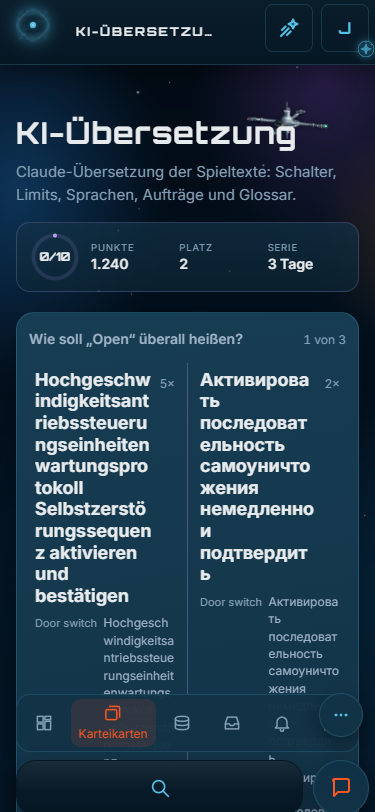 KI-ÜBERSETZU…
KI-Übersetzung
Claude-Übersetzung der Spieltexte: Schalter,
Limits, Sprachen, Aufträge und Glossar.
0/10
PUNKTE
1.240
PLATZ
2
SERIE
3 Tage
Wie soll „Open“ überall heißen?
1 von 3
Hochgeschw
indigkeitsant
riebssteueru
ngseinheiten
wartungspro
tokoll
Selbstzerstö
rungssequen
z aktivieren
und
bestätigen
5×
Door switch
Hochgesch
windigkeitsa
ntriebssteue
rungseinheit
enwartungs
Активирова
ть
последоват
ельность
самоуничто
жения
немедленно
и
подтвердит
ь
2×
Door switch
Активирова
ть
последоват
ельность
самоуничто
жения
Karteikarten